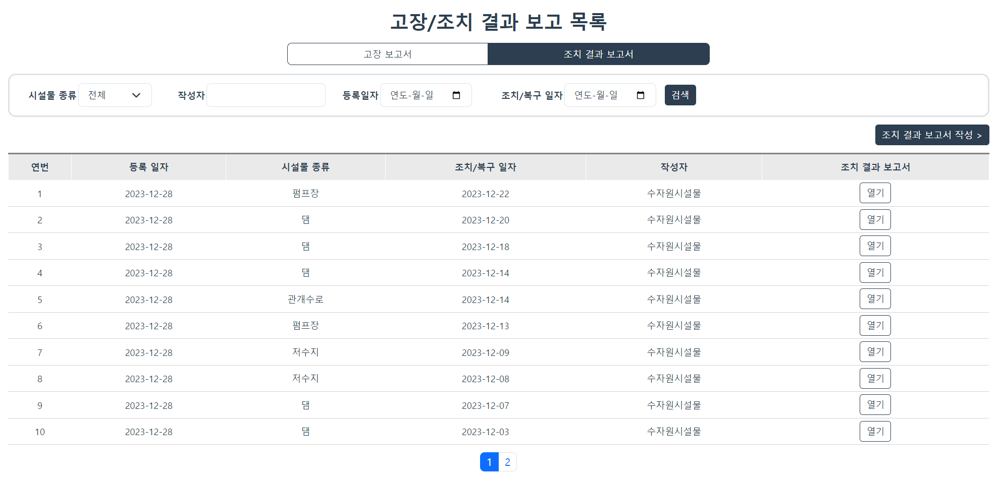 고장/조치 결과 보고 목록
고장 보고서 조치 결과 보고서
시설물 종류 전체 작성자 등록일자 연도-월-일 조치/복구 일자 연도-월-일 검색
조치 결과 보고서 작성 >
연번 등록 일자 시설물 종류 조치/복구 일자 작성자 조치 결과 보고서
1 2023-12-28 펌프장 2023-12-22 수자원시설물 열기
2 2023-12-28 댐 2023-12-20 수자원시설물 열기
3 2023-12-28 댐 2023-12-18 수자원시설물 열기
4 2023-12-28 댐 2023-12-14 수자원시설물 열기
5 2023-12-28 관개수로 2023-12-14 수자원시설물 열기
6 2023-12-28 펌프장 2023-12-13 수자원시설물 열기
7 2023-12-28 저수지 2023-12-09 수자원시설물 열기
8 2023-12-28 저수지 2023-12-08 수자원시설물 열기
9 2023-12-28 댐 2023-12-07 수자원시설물 열기
10 2023-12-28 댐 2023-12-03 수자원시설물 열기
1 2